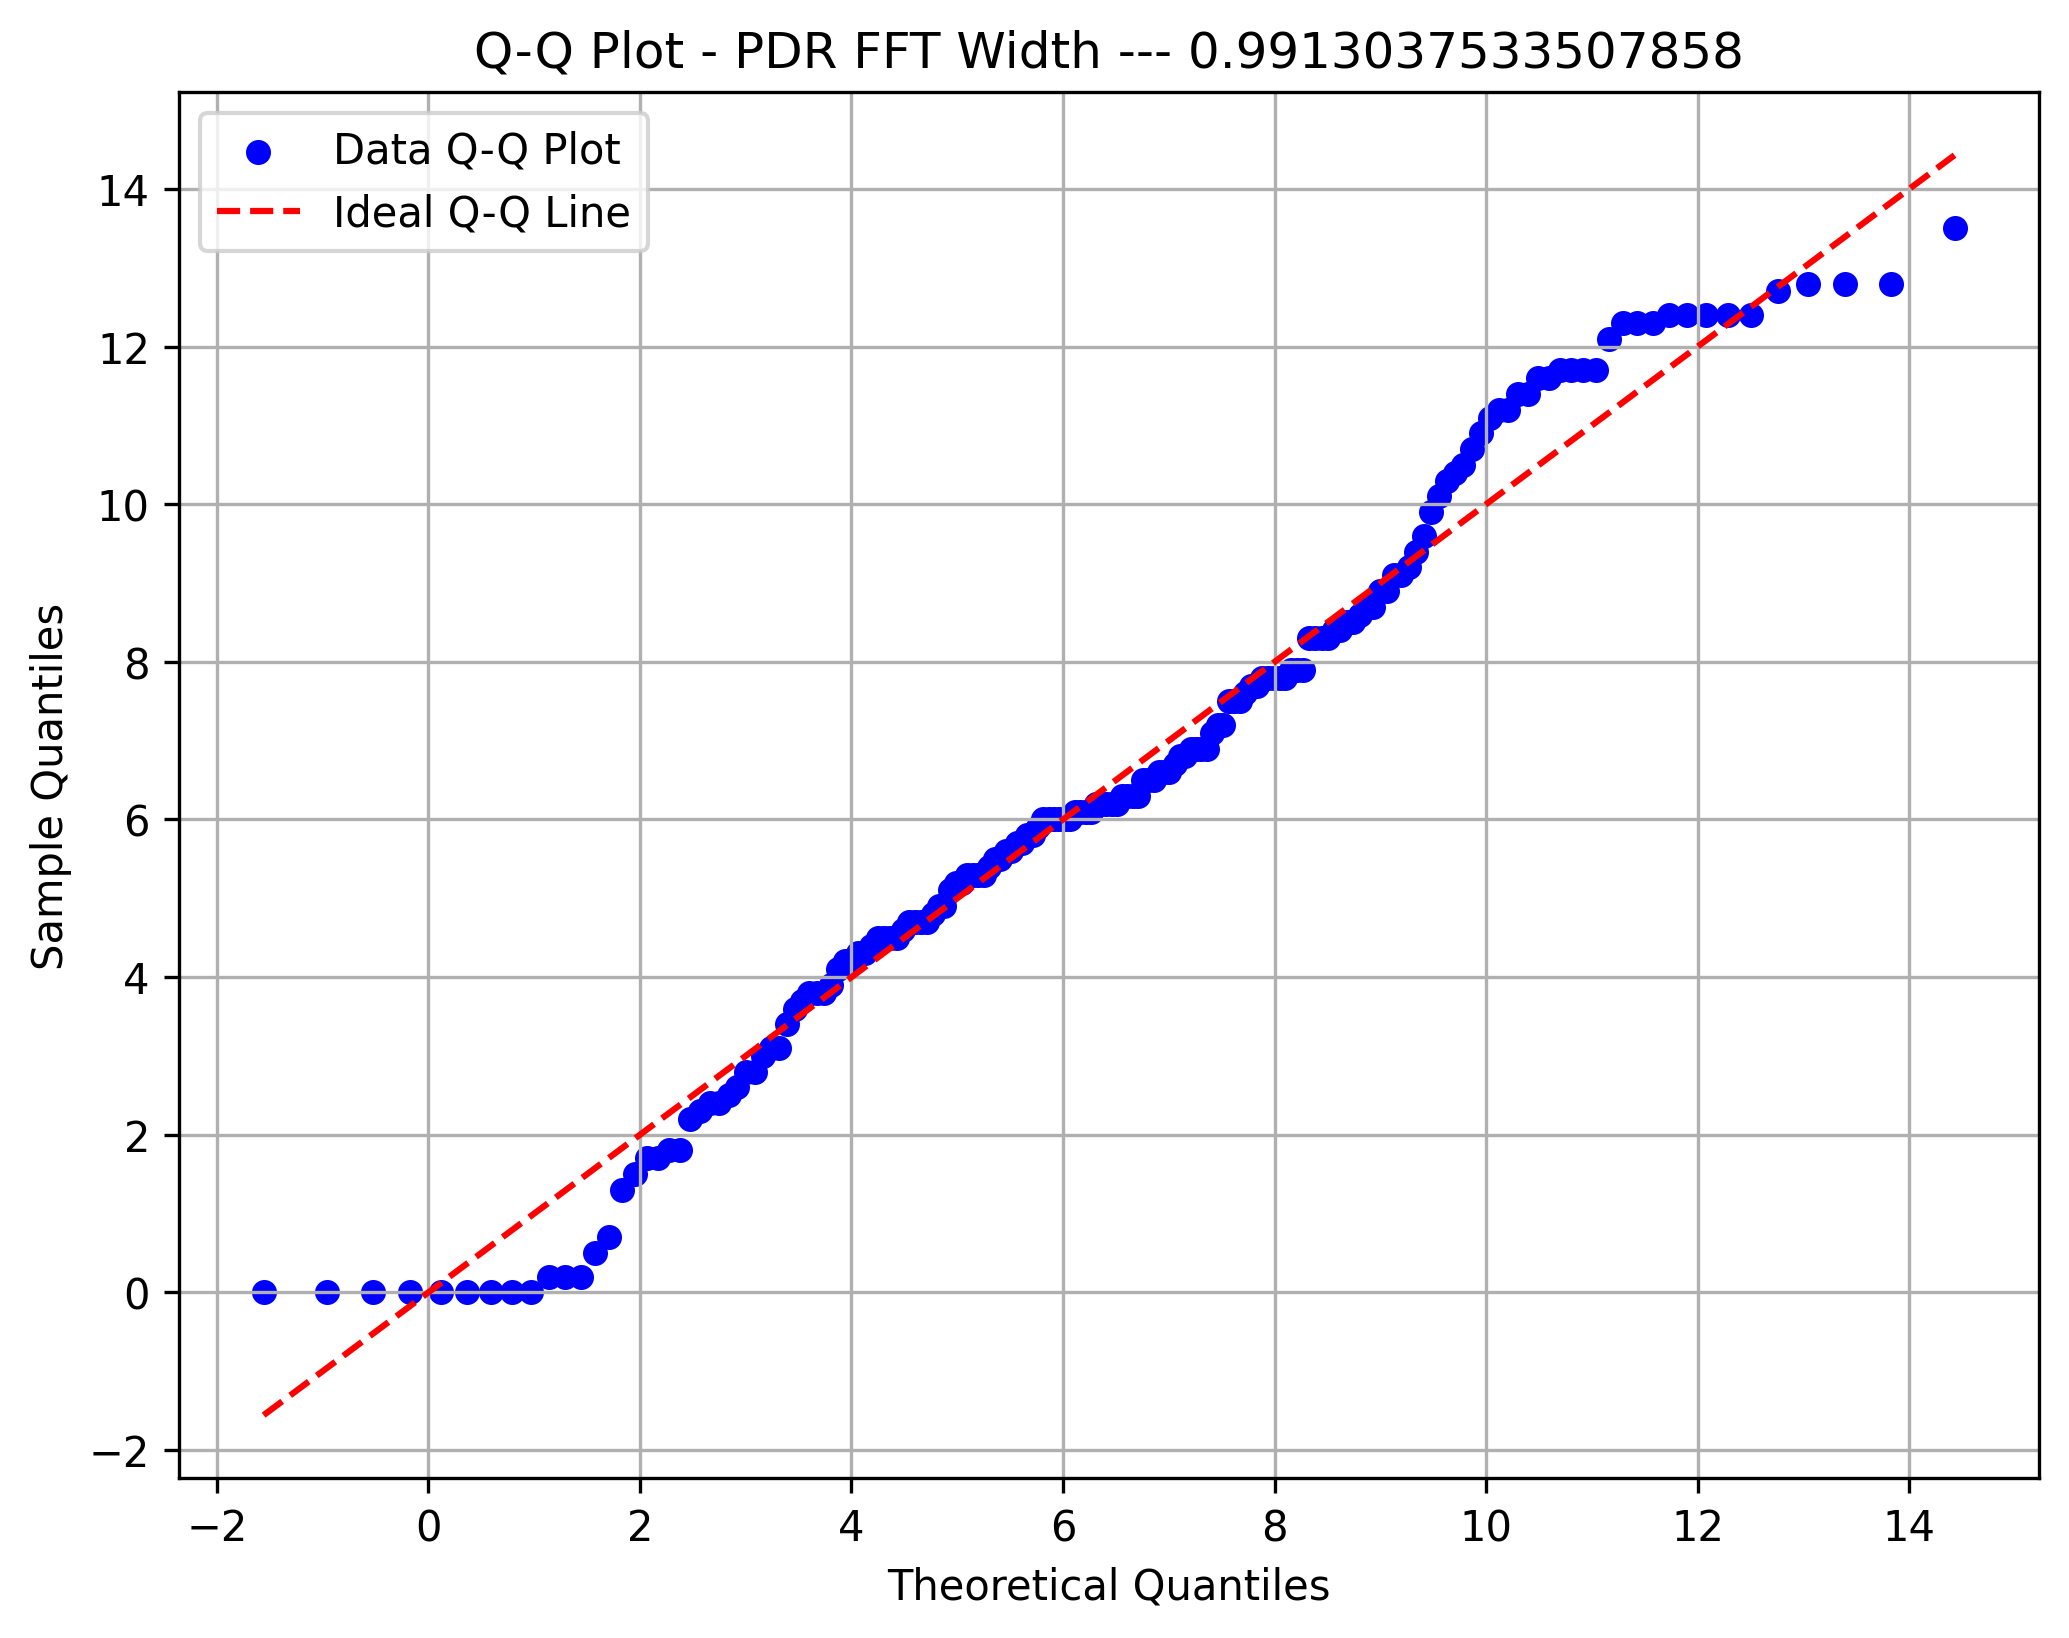 Q-Q Plot - PDR FFT Width --- 0.9913037533507858
Data Q-Q Plot
Ideal Q-Q Line
14
12
10
8
6
4
2
0
−2
Sample Quantiles
−2 0 2 4 6 8 10 12 14
Theoretical Quantiles